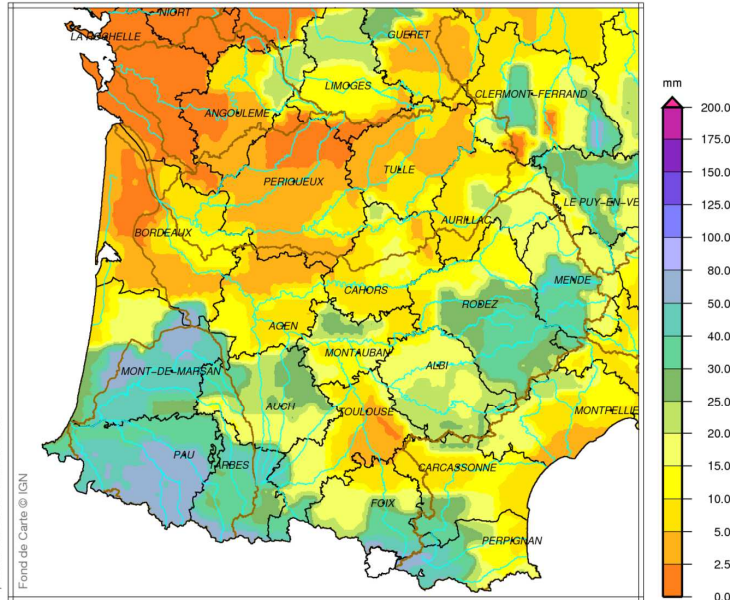 NIORT
LA ROCHELLE
GUERET
LIMOGES
CLERMONT-FERRAND
ANGOULEME
PERIGUEUX
TULLE
LE PUY-EN-VE
AURILLAC
BORDEAUX
MENDE
CAHORS
RODEZ
AGEN
MONTAUBAN
ALBI
MONT-DE-MARSAN
AUCH
TOULOUSE
MONTPELLIE
PAU
TARBES
CARCASSONNE
FOIX
PERPIGNAN
Fond de Carte © IGN
mm
200.0
175.0
150.0
125.0
100.0
80.0
50.0
40.0
30.0
25.0
20.0
15.0
10.0
5.0
2.5
0.0